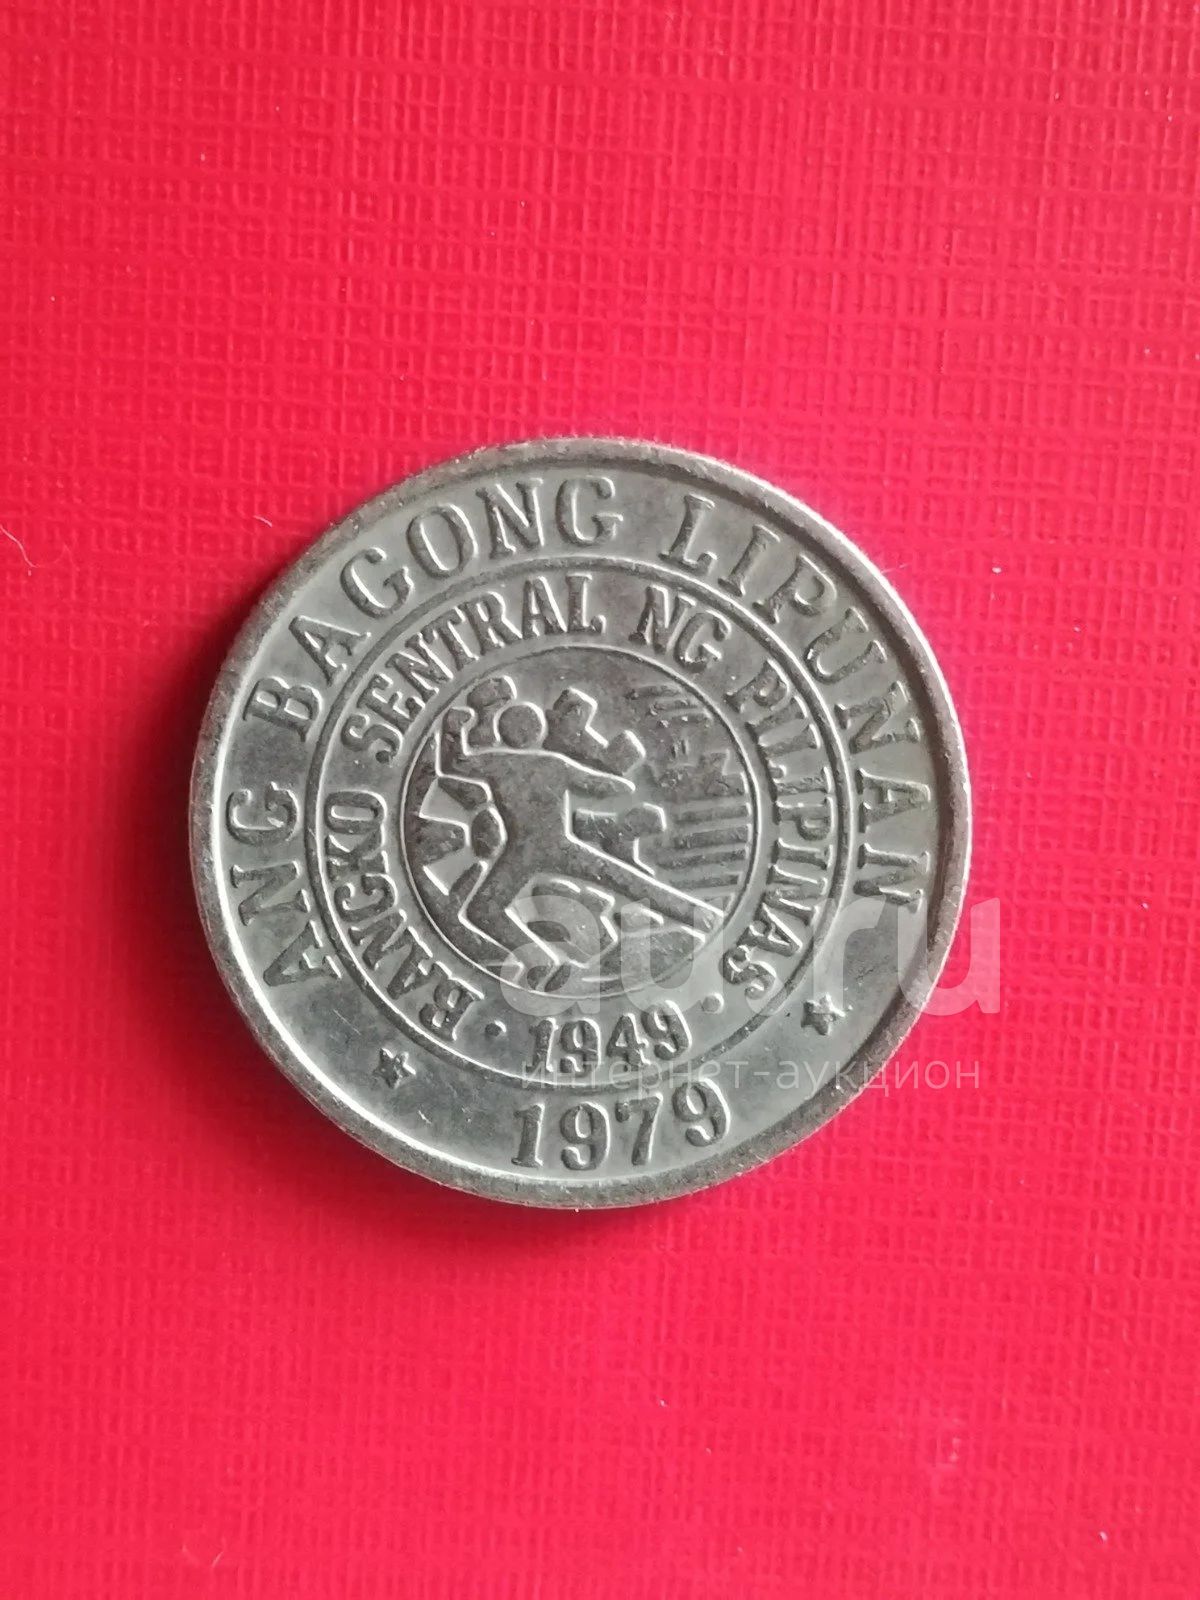 ANG BAGONG LIPUNAN
BANGKO SENTRAL NG PILIPINAS
· 1949 ·
1979
au.ru
интернет-аукцион